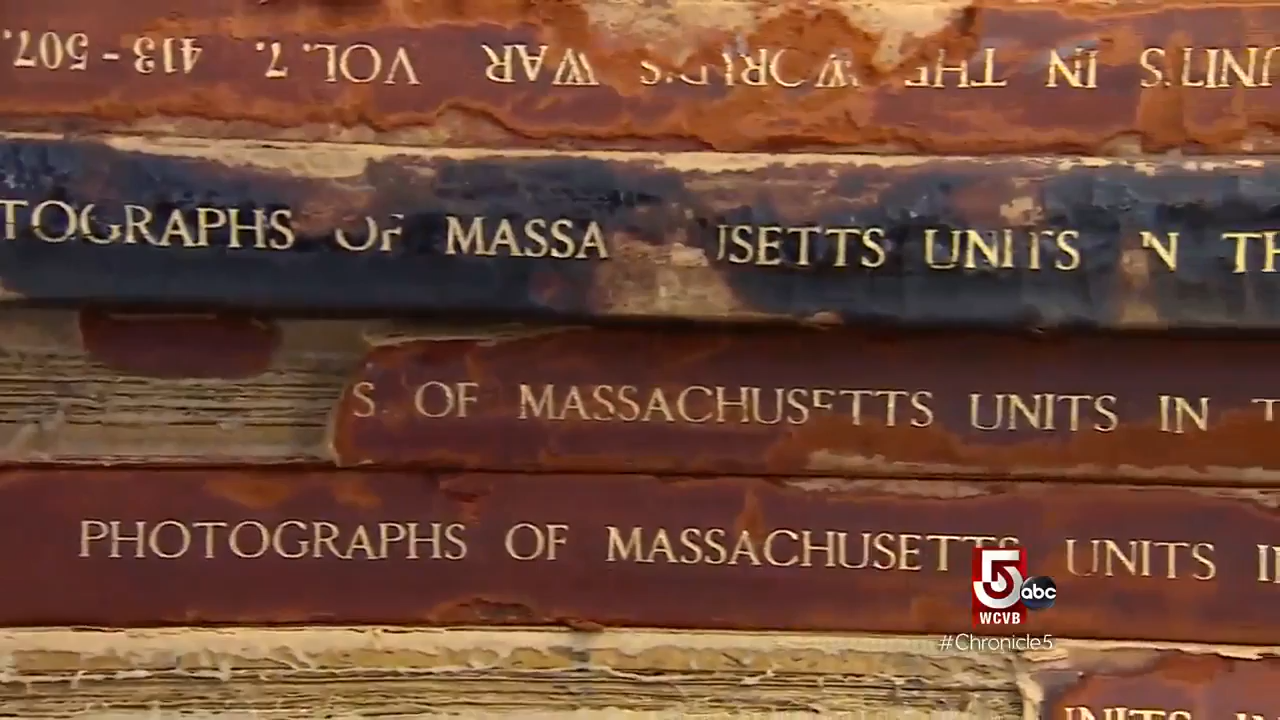 UNITS IN THE WORLD'S WAR VOL. 7. 413-507.
TOGRAPHS OF MASSA USETTS UNITS N TH
S. OF MASSACHUSETTS UNITS IN T
PHOTOGRAPHS OF MASSACHUSETTS UNITS I
5 abc
WCVB
#Chronicle5
UNITS